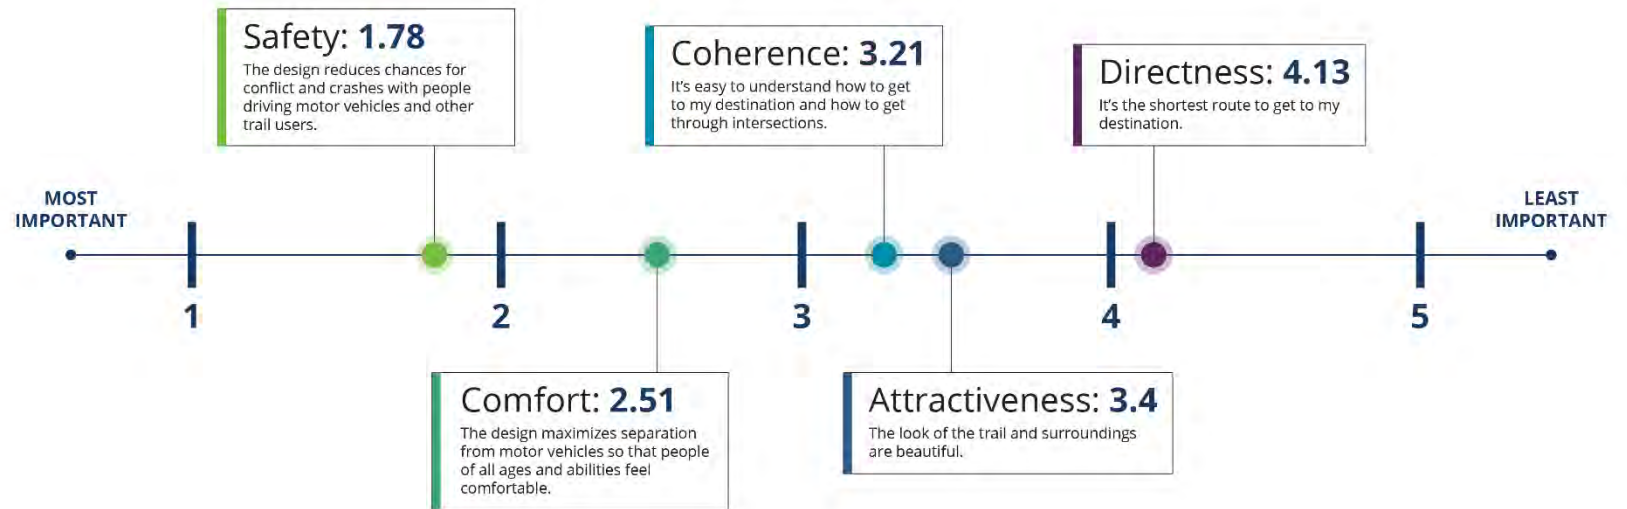 Safety: 1.78
The design reduces chances for
conflict and crashes with people
driving motor vehicles and other
trail users.
Coherence: 3.21
It's easy to understand how to get
to my destination and how to get
through intersections.
Directness: 4.13
It's the shortest route to get to my
destination.
MOST
IMPORTANT
LEAST
IMPORTANT
1
2
3
4
5
Comfort: 2.51
The design maximizes separation
from motor vehicles so that people
of all ages and abilities feel
comfortable.
Attractiveness: 3.4
The look of the trail and surroundings
are beautiful.